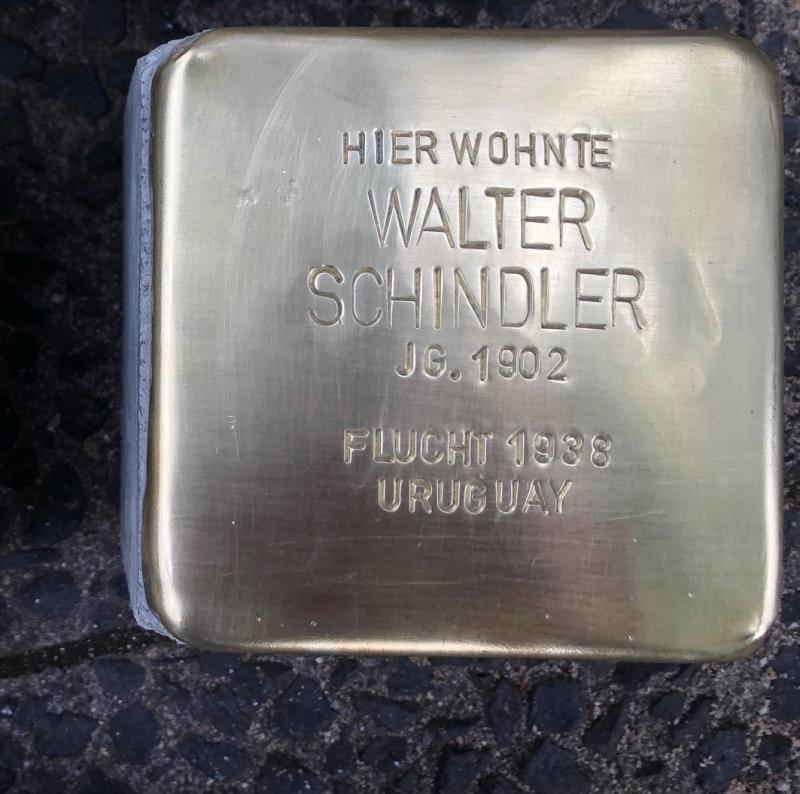 HIER WOHNTE
WALTER
SCHINDLER
JG. 1902
FLUCHT 1938
URUGUAY